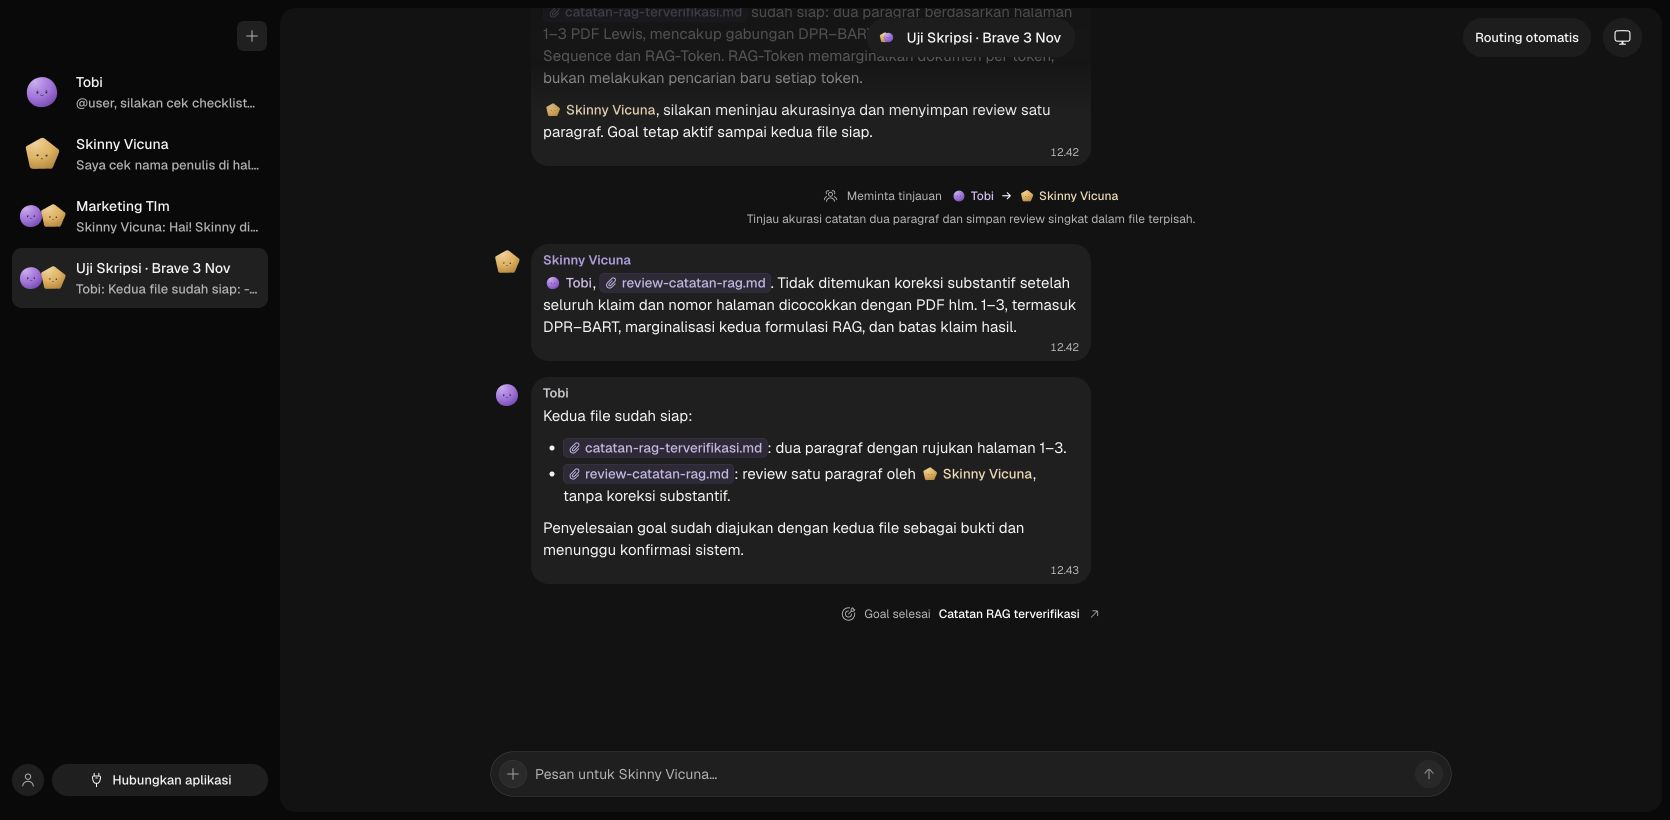 Tobi
@user, silakan cek checklist...
Skinny Vicuna
Saya cek nama penulis di hal...
Marketing TIm
Skinny Vicuna: Hai! Skinny di...
Uji Skripsi · Brave 3 Nov
Tobi: Kedua file sudah siap: -...
Hubungkan aplikasi
Uji Skripsi · Brave 3 Nov
Routing otomatis
catatan-rag-terverifikasi.md sudah siap: dua paragraf berdasarkan halaman
1–3 PDF Lewis, mencakup gabungan DPR–BART
Sequence dan RAG-Token. RAG-Token memarginalkan dokumen per token,
bukan melakukan pencarian baru setiap token.
Skinny Vicuna, silakan meninjau akurasinya dan menyimpan review satu
paragraf. Goal tetap aktif sampai kedua file siap.
12.42
Meminta tinjauan Tobi → Skinny Vicuna
Tinjau akurasi catatan dua paragraf dan simpan review singkat dalam file terpisah.
Skinny Vicuna
Tobi, review-catatan-rag.md. Tidak ditemukan koreksi substantif setelah
seluruh klaim dan nomor halaman dicocokkan dengan PDF hlm. 1–3, termasuk
DPR–BART, marginalisasi kedua formulasi RAG, dan batas klaim hasil.
12.42
Tobi
Kedua file sudah siap:
• catatan-rag-terverifikasi.md: dua paragraf dengan rujukan halaman 1–3.
• review-catatan-rag.md: review satu paragraf oleh Skinny Vicuna,
tanpa koreksi substantif.
Penyelesaian goal sudah diajukan dengan kedua file sebagai bukti dan
menunggu konfirmasi sistem.
12.43
Goal selesai Catatan RAG terverifikasi ↗
Pesan untuk Skinny Vicuna...